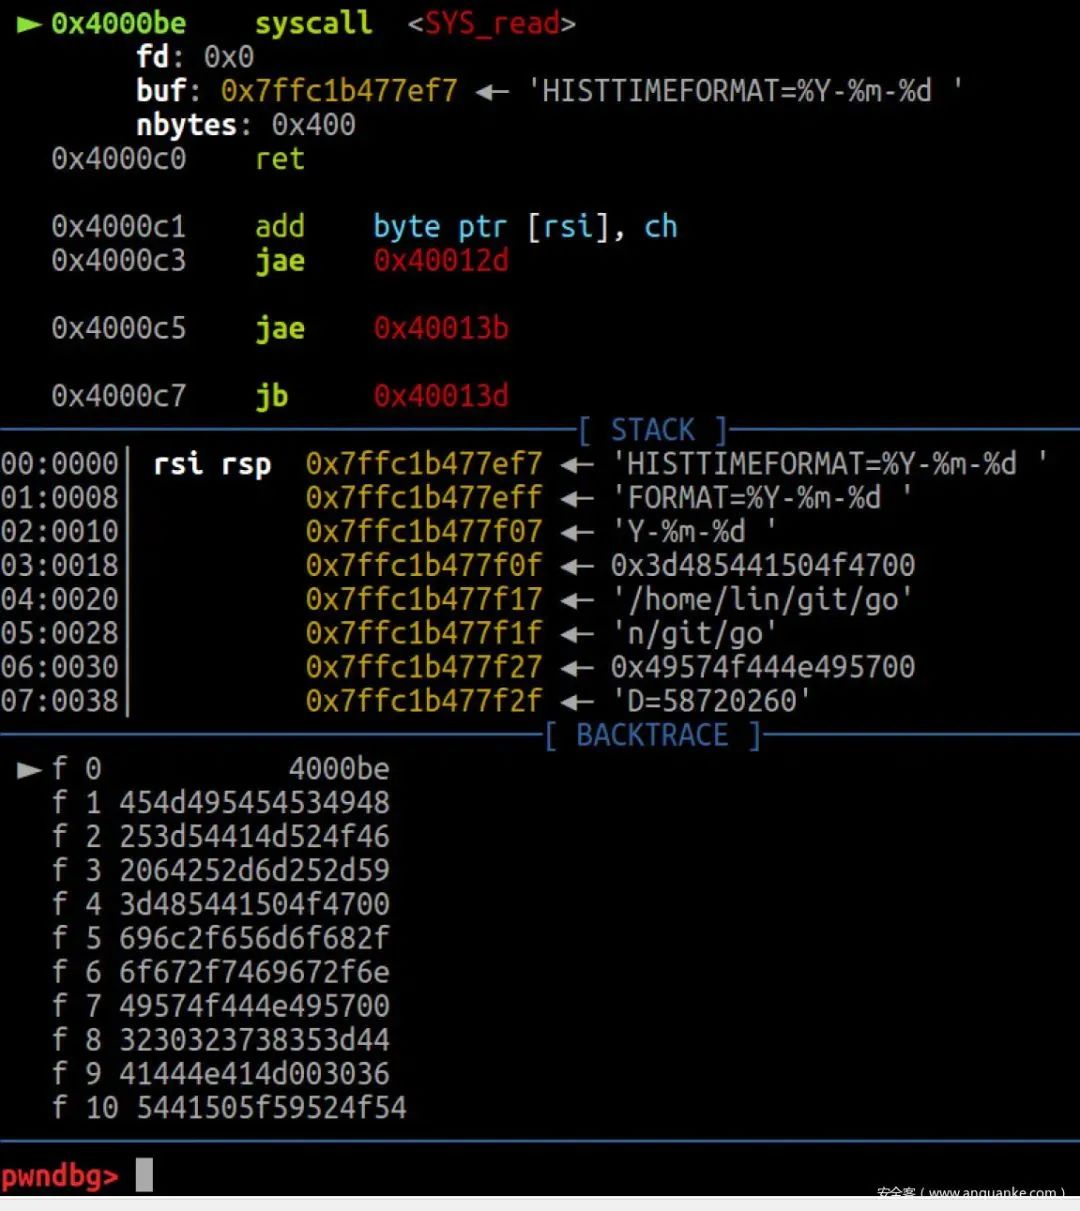 ► 0x4000be    syscall  <SYS_read>
fd: 0x0
buf: 0x7ffc1b477ef7 ◂— 'HISTTIMEFORMAT=%Y-%m-%d '
nbytes: 0x400
0x4000c0    ret
0x4000c1    add    byte ptr [rsi], ch
0x4000c3    jae    0x40012d
0x4000c5    jae    0x40013b
0x4000c7    jb    0x40013d
[ STACK ]
00:0000│ rsi rsp  0x7ffc1b477ef7 ◂— 'HISTTIMEFORMAT=%Y-%m-%d '
01:0008│ 0x7ffc1b477eff ◂— 'FORMAT=%Y-%m-%d '
02:0010│ 0x7ffc1b477f07 ◂— 'Y-%m-%d '
03:0018│ 0x7ffc1b477f0f ◂— 0x3d485441504f4700
04:0020│ 0x7ffc1b477f17 ◂— '/home/lin/git/go'
05:0028│ 0x7ffc1b477f1f ◂— 'n/git/go'
06:0030│ 0x7ffc1b477f27 ◂— 0x49574f444e495700
07:0038│ 0x7ffc1b477f2f ◂— 'D=58720260'
[ BACKTRACE ]
► f 0           4000be
f 1 454d495454534948
f 2 253d54414d524f46
f 3 2064252d6d252d59
f 4 3d485441504f4700
f 5 696c2f656d6f682f
f 6 6f672f7469672f6e
f 7 49574f444e495700
f 8 3230323738353d44
f 9 41444e414d003036
f 10 5441505f59524f54
pwndbg>
安全客 ( www.anquanke.com )